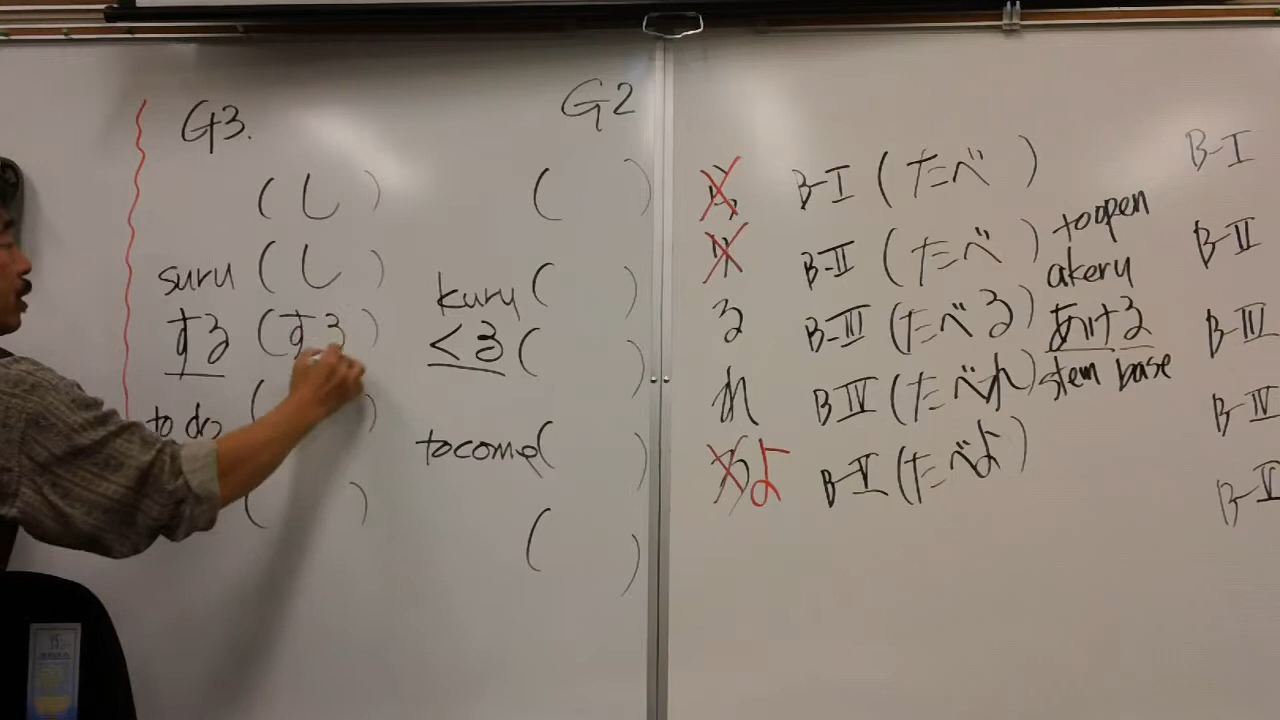 G3.
(し)
suru (し)
する (する)
to do (
( )
G2
( )
kuru ( )
くる ( )
to come ( )
( )
B-I (たべ)
B-II (たべ)
る B-III (たべる)
れ B IV (たべれ)
よ B-V (たべよ)
to open
akeru
あける
stem base
B-I
B-II
B-III
B-IV
B-V